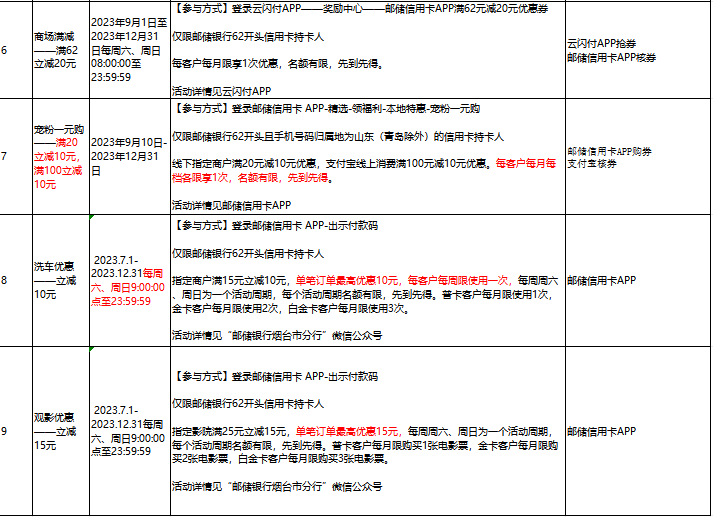 6
商场满减
——满62
立减20元
2023年9月1日至
2023年12月31
日每周六、周日
08:00:00至
23:59:59
【参与方式】登录云闪付APP——奖励中心——邮储信用卡APP满62元减20元优惠券
仅限邮储银行62开头信用卡持卡人
每客户每月限享1次优惠，名额有限，先到先得。
活动详情见云闪付APP
云闪付APP抢券
邮储信用卡APP核券
7
宠粉一元购
——满20
立减10元，
满100立减
10元
2023年9月10日-
2023年12月31
日
【参与方式】登录邮储信用卡 APP-精选-领福利-本地特惠-宠粉一元购
仅限邮储银行62开头且手机号码归属地为山东（青岛除外）的信用卡持卡人
线下指定商户满20元减10元优惠，支付宝线上消费满100元减10元优惠。每客户每月每
档各限享1次，名额有限，先到先得。
活动详情见邮储信用卡APP
邮储信用卡APP购券
支付宝核券
8
洗车优惠
——立减
10元
2023.7.1-
2023.12.31每周
六、周日9:00:00
点至23:59:59
【参与方式】登录邮储信用卡 APP-出示付款码
仅限邮储银行62开头信用卡持卡人
指定商户满15元立减10元，单笔订单最高优惠10元，每客户每周限使用一次，每周周六
、周日为一个活动周期，每个活动周期名额有限，先到先得。普卡客户每月限使用1次，
金卡客户每月限使用2次，白金卡客户每月限使用3次。
活动详情见“邮储银行烟台市分行”微信公众号
邮储信用卡APP
9
观影优惠
——立减
15元
2023.7.1-
2023.12.31每周
六、周日9:00:00
点至23:59:59
【参与方式】登录邮储信用卡 APP-出示付款码
仅限邮储银行62开头信用卡持卡人
指定影院满25元立减15元，单笔订单最高优惠15元，每周周六、周日为一个活动周期，
每个活动周期名额有限，先到先得。普卡客户每月限购买1张电影票，金卡客户每月限购
买2张电影票，白金卡客户每月限购买3张电影票。
活动详情见“邮储银行烟台市分行”微信公众号
邮储信用卡APP